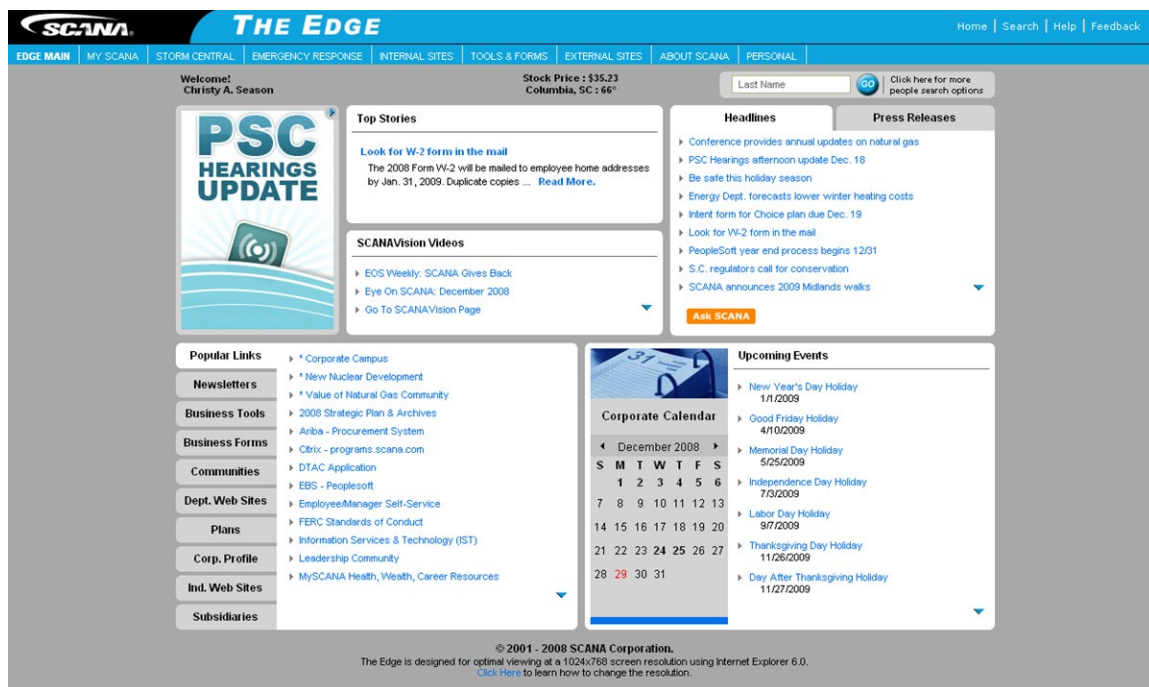 SCANA.
THE EDGE
Home | Search | Help | Feedback
EDGE MAIN MY SCANA STORM CENTRAL EMERGENCY RESPONSE INTERNAL SITES TOOLS & FORMS EXTERNAL SITES ABOUT SCANA PERSONAL
Welcome!
Christy A. Season
Stock Price : $35.23
Columbia, SC : 66°
Last Name
GO
Click here for more
people search options
PSC
HEARINGS
UPDATE
Top Stories
Look for W-2 form in the mail
The 2008 Form W-2 will be mailed to employee home addresses
by Jan. 31, 2009. Duplicate copies ... Read More.
SCANAVision Videos
EOS Weekly: SCANA Gives Back
Eye On SCANA: December 2008
Go To SCANAVision Page
Headlines
Press Releases
Conference provides annual updates on natural gas
PSC Hearings afternoon update Dec. 18
Be safe this holiday season
Energy Dept. forecasts lower winter heating costs
Intent form for Choice plan due Dec. 19
Look for W-2 form in the mail
PeopleSoft year end process begins 12/31
S.C. regulators call for conservation
SCANA announces 2009 Midlands walks
Ask SCANA
Popular Links
Newsletters
Business Tools
Business Forms
Communities
Dept. Web Sites
Plans
Corp. Profile
Ind. Web Sites
Subsidiaries
* Corporate Campus
* New Nuclear Development
* Value of Natural Gas Community
2008 Strategic Plan & Archives
Ariba - Procurement System
Citrix - programs.scana.com
DTAC Application
EBS - Peoplesoft
Employee/Manager Self-Service
FERC Standards of Conduct
Information Services & Technology (IST)
Leadership Community
MySCANA Health, Wealth, Career Resources
31
Corporate Calendar
December 2008
S M T W T F S
1 2 3 4 5 6
7 8 9 10 11 12 13
14 15 16 17 18 19 20
21 22 23 24 25 26 27
28 29 30 31
Upcoming Events
New Year's Day Holiday
1/1/2009
Good Friday Holiday
4/10/2009
Memorial Day Holiday
5/25/2009
Independence Day Holiday
7/3/2009
Labor Day Holiday
9/7/2009
Thanksgiving Day Holiday
11/26/2009
Day After Thanksgiving Holiday
11/27/2009
© 2001 - 2008 SCANA Corporation.
The Edge is designed for optimal viewing at a 1024x768 screen resolution using Internet Explorer 6.0.
Click Here to learn how to change the resolution.